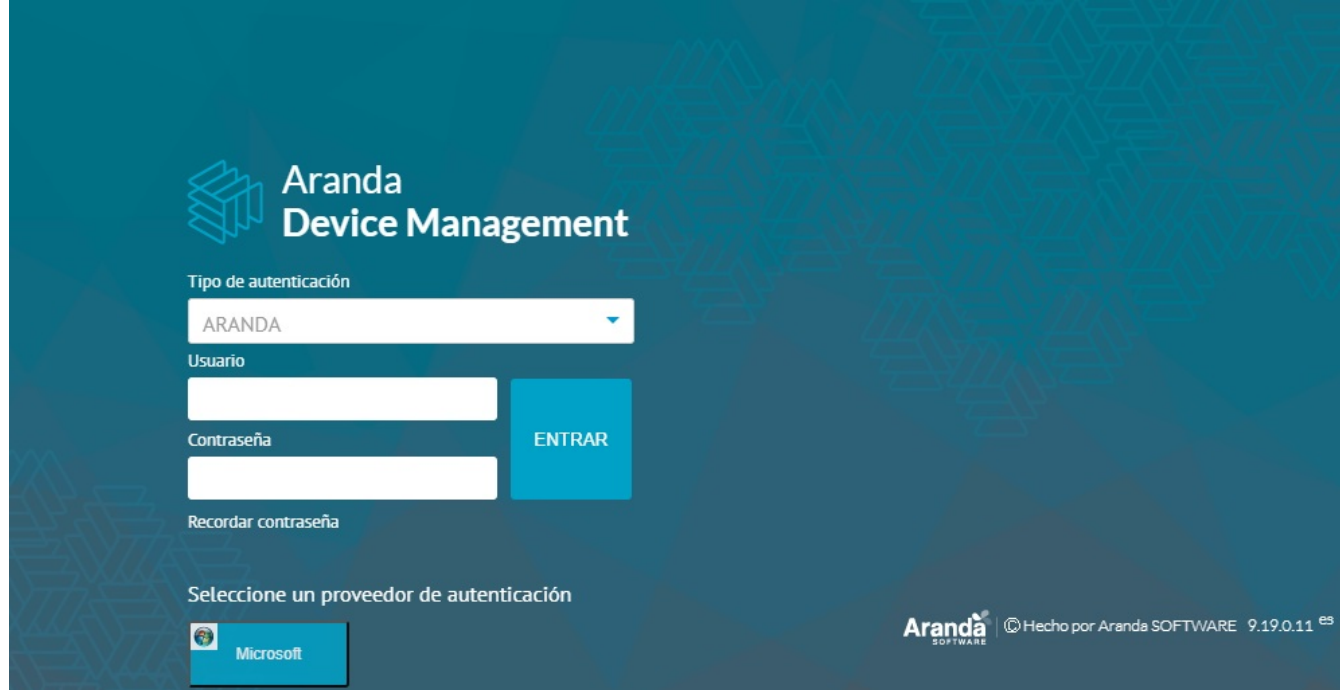 Aranda
Device Management
Tipo de autenticación
ARANDA
Usuario
Contraseña
ENTRAR
Recordar contraseña
Seleccione un proveedor de autenticación
Microsoft
Aranda
SOFTWARE
© Hecho por Aranda SOFTWARE 9.19.0.11 es